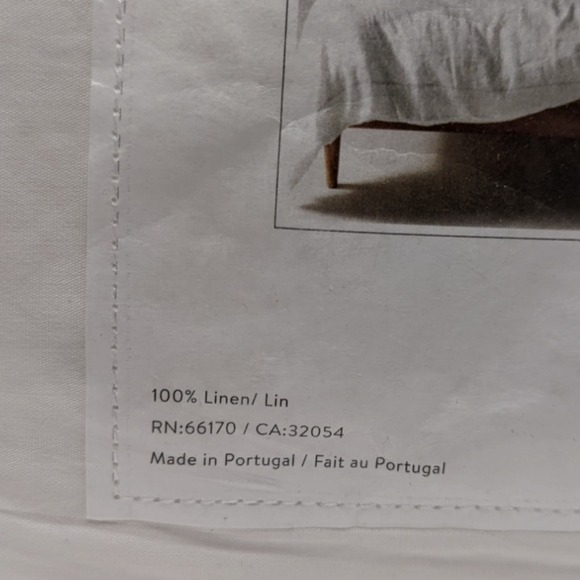 100% Linen/ Lin
RN:66170 / CA:32054
Made in Portugal / Fait au Portugal